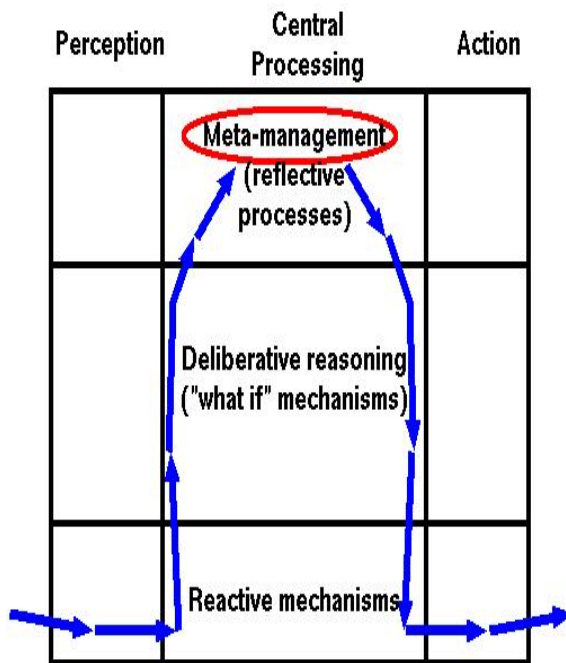 Perception
Central
Processing
Action
Meta-management
(reflective
processes)
Deliberative reasoning
("what if" mechanisms)
Reactive mechanisms